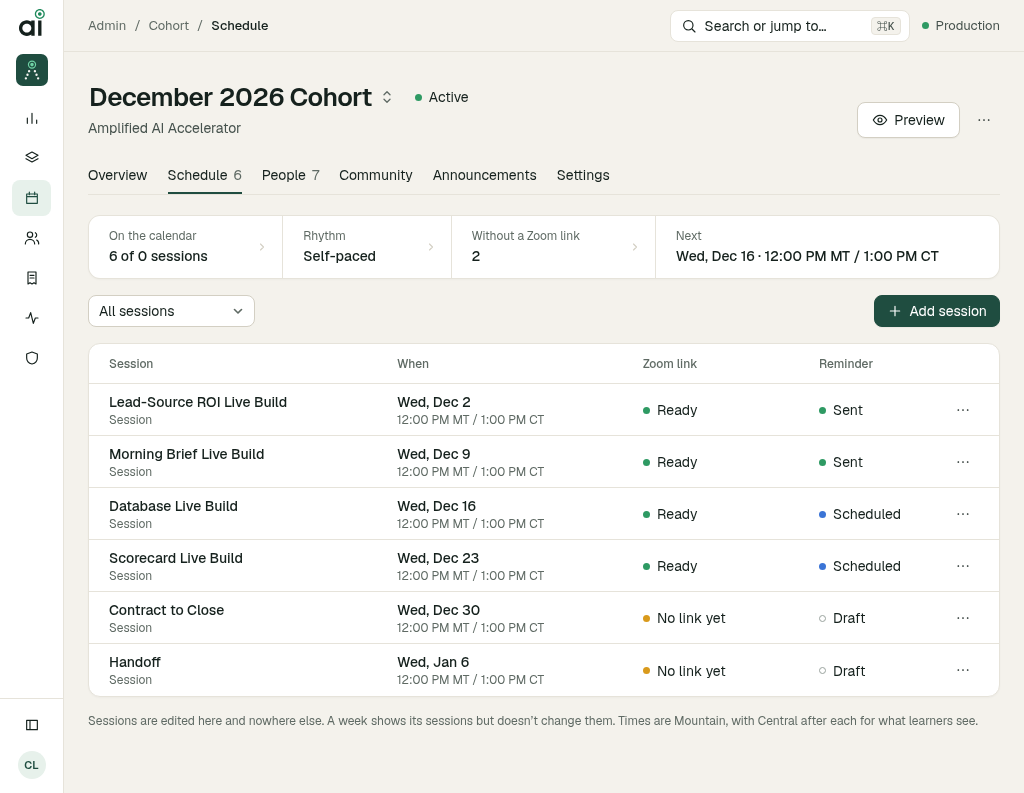 ai
Admin / Cohort / Schedule
Search or jump to...
⌘K
Production
December 2026 Cohort
Active
Amplified AI Accelerator
Preview
Overview
Schedule 6
People 7
Community
Announcements
Settings
On the calendar
6 of 0 sessions
Rhythm
Self-paced
Without a Zoom link
2
Next
Wed, Dec 16 · 12:00 PM MT / 1:00 PM CT
All sessions
+ Add session
Session When Zoom link Reminder
Lead-Source ROI Live Build
Session
Wed, Dec 2
12:00 PM MT / 1:00 PM CT
Ready
Sent
Morning Brief Live Build
Session
Wed, Dec 9
12:00 PM MT / 1:00 PM CT
Ready
Sent
Database Live Build
Session
Wed, Dec 16
12:00 PM MT / 1:00 PM CT
Ready
Scheduled
Scorecard Live Build
Session
Wed, Dec 23
12:00 PM MT / 1:00 PM CT
Ready
Scheduled
Contract to Close
Session
Wed, Dec 30
12:00 PM MT / 1:00 PM CT
No link yet
Draft
Handoff
Session
Wed, Jan 6
12:00 PM MT / 1:00 PM CT
No link yet
Draft
Sessions are edited here and nowhere else. A week shows its sessions but doesn't change them. Times are Mountain, with Central after each for what learners see.
CL